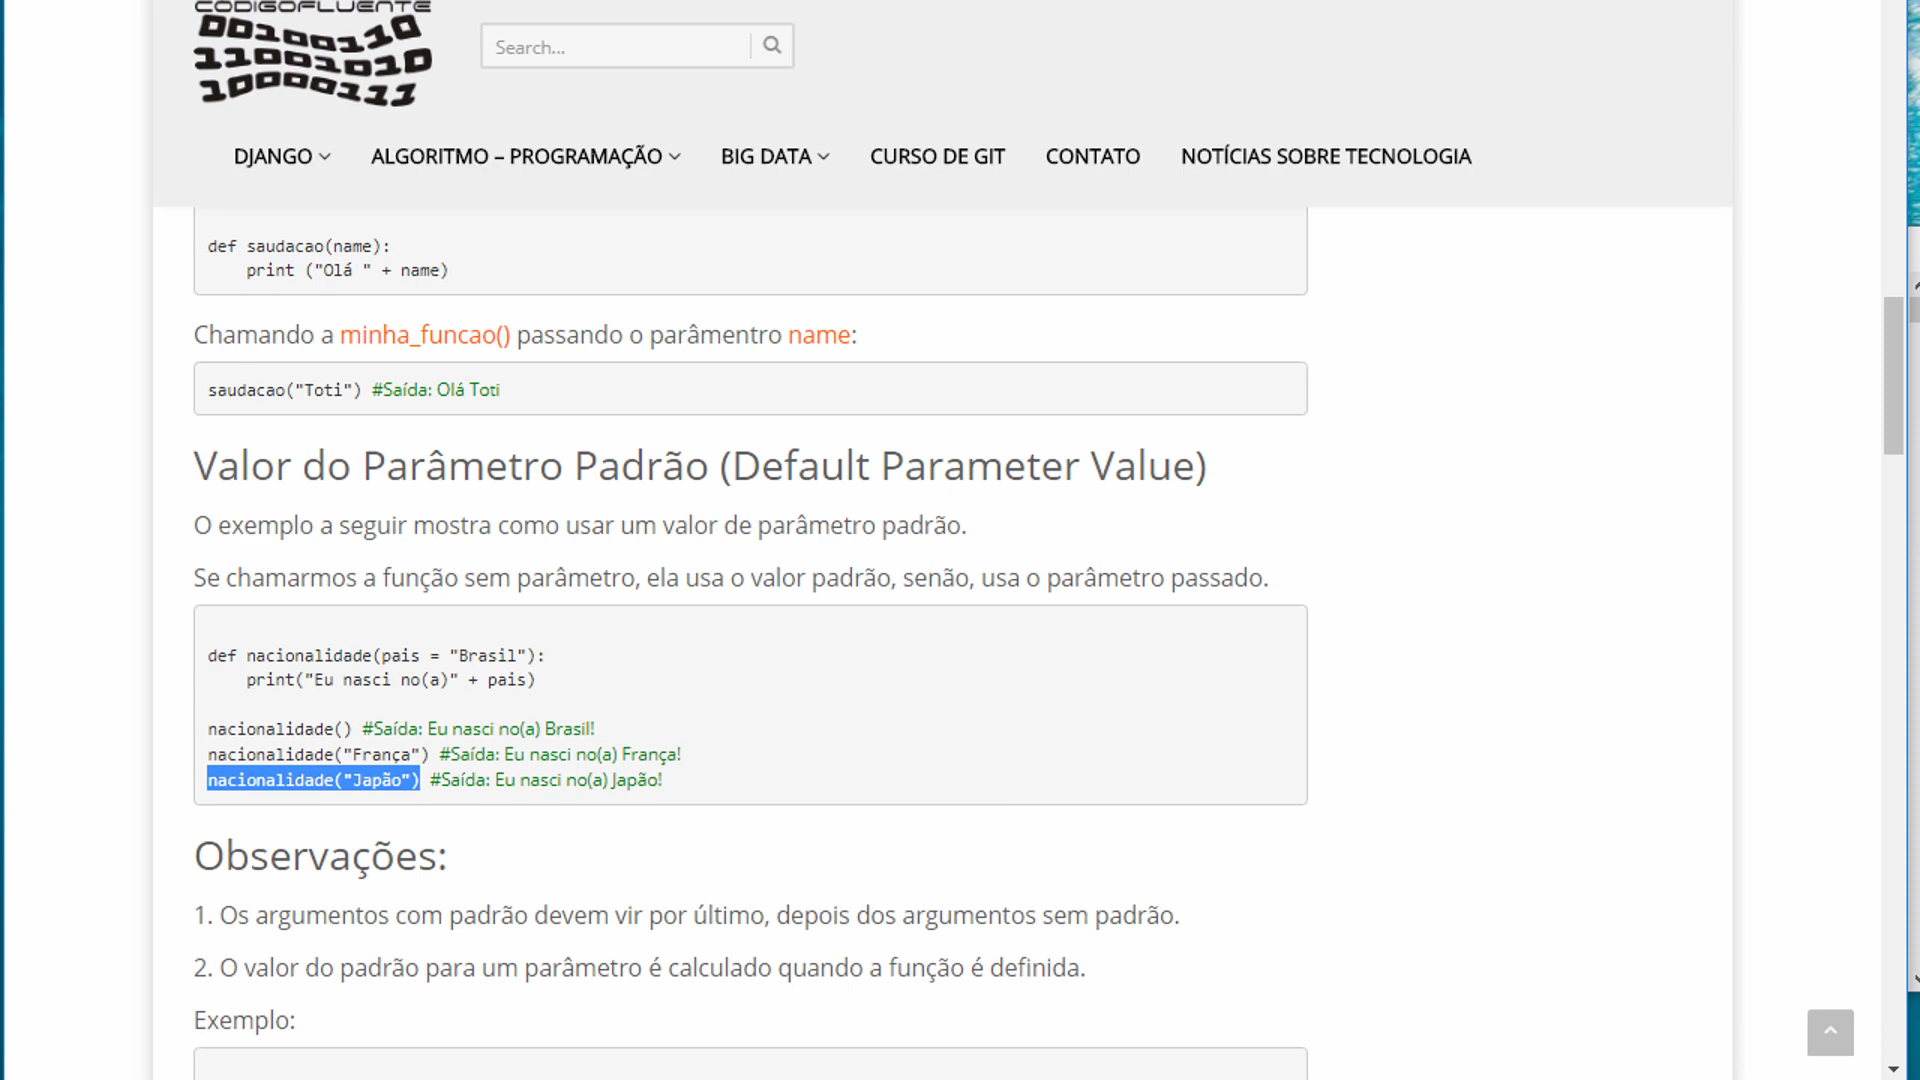 CODIGOFLUENTE
00100110
11001010
10000111
Search...
DJANGO
ALGORITMO – PROGRAMAÇÃO
BIG DATA
CURSO DE GIT
CONTATO
NOTÍCIAS SOBRE TECNOLOGIA
def saudacao(name):
print ("Olá " + name)
Chamando a minha_funcao() passando o parâmentro name:
saudacao("Toti") #Saída: Olá Toti
Valor do Parâmetro Padrão (Default Parameter Value)
O exemplo a seguir mostra como usar um valor de parâmetro padrão.
Se chamarmos a função sem parâmetro, ela usa o valor padrão, senão, usa o parâmetro passado.
def nacionalidade(pais = "Brasil"):
print("Eu nasci no(a)" + pais)
nacionalidade() #Saída: Eu nasci no(a) Brasil!
nacionalidade("França") #Saída: Eu nasci no(a) França!
nacionalidade("Japão") #Saída: Eu nasci no(a) Japão!
Observações:
1. Os argumentos com padrão devem vir por último, depois dos argumentos sem padrão.
2. O valor do padrão para um parâmetro é calculado quando a função é definida.
Exemplo: